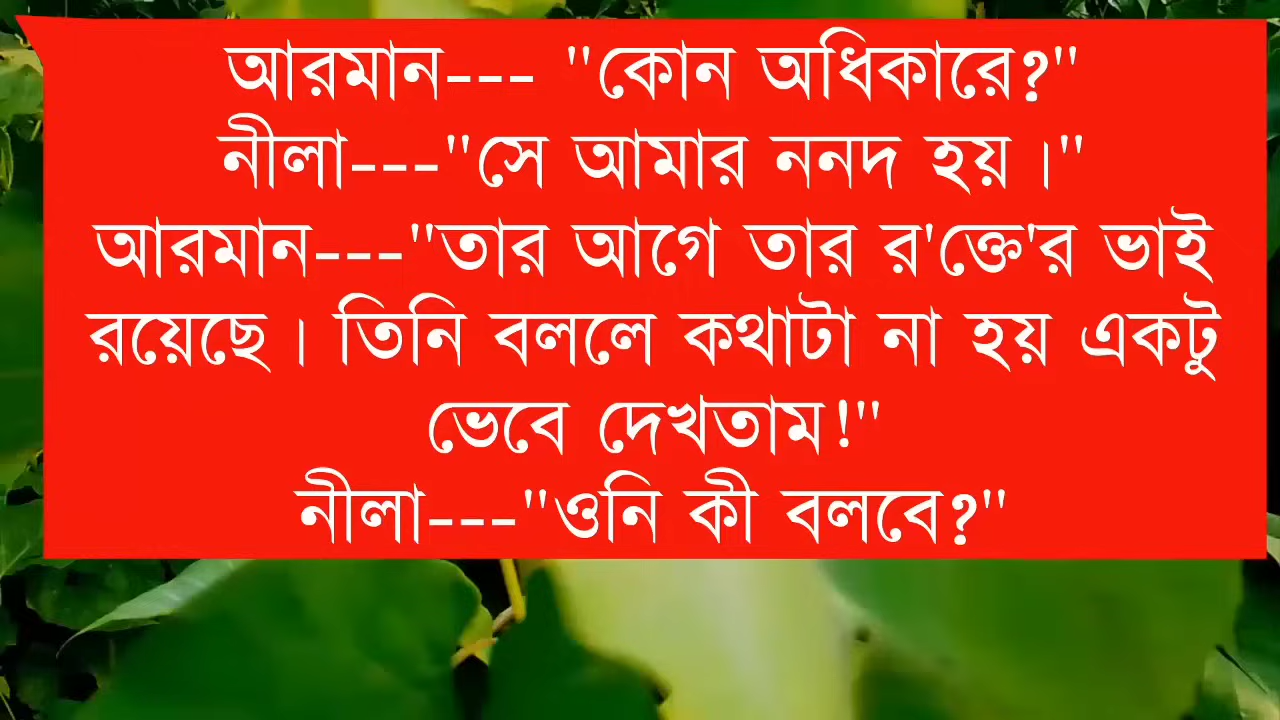 আরমান--- "কোন অধিকারে?"
নীলা---"সে আমার ননদ হয়।"
আরমান---"তার আগে তার র'ক্তে'র ভাই
রয়েছে। তিনি বললে কথাটা না হয় একটু
ভেবে দেখতাম!"
নীলা---"ওনি কী বলবে?"